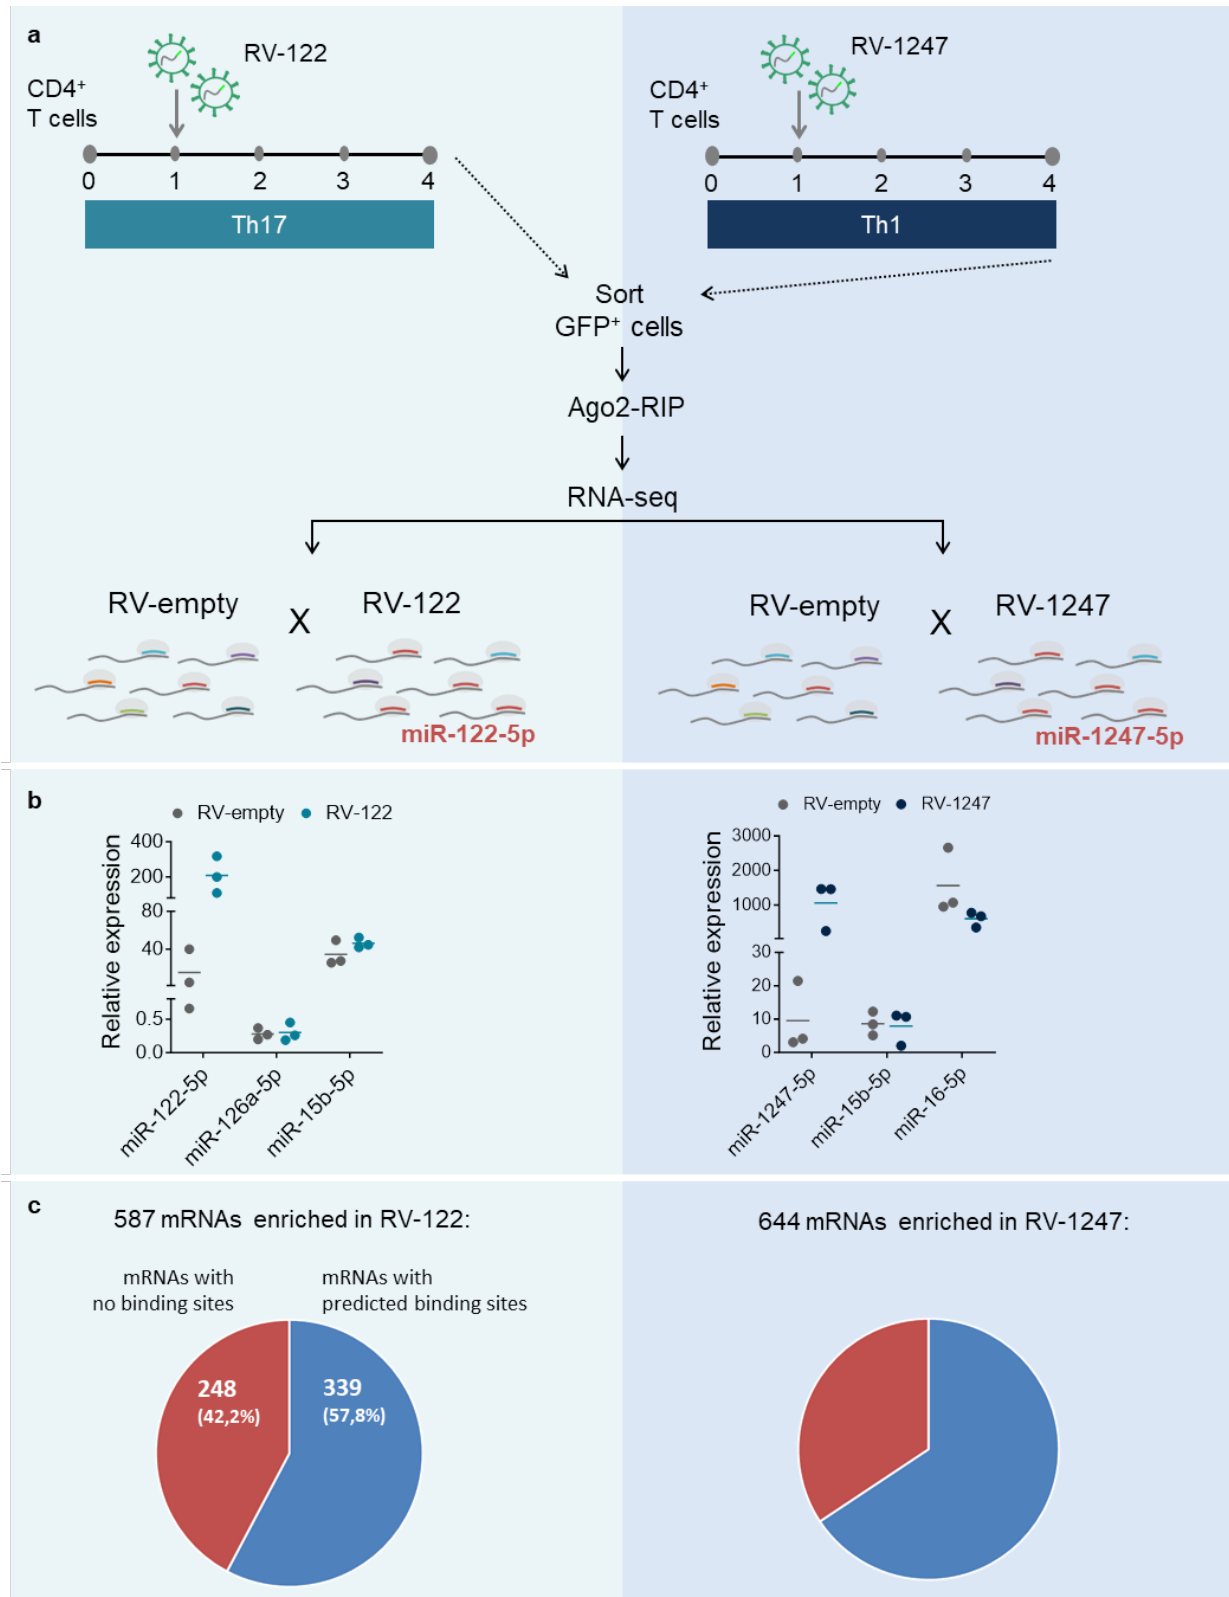 a
RV-122
CD4⁺
T cells
0 1 2 3 4
Th17
RV-1247
CD4⁺
T cells
0 1 2 3 4
Th1
Sort
GFP⁺ cells
Ago2-RIP
RNA-seq
RV-empty X RV-122
miR-122-5p
RV-empty X RV-1247
miR-1247-5p
b
RV-empty RV-122
Relative expression
400
200
80
40
0.5
0.0
miR-122-5p
miR-126a-5p
miR-15b-5p
RV-empty RV-1247
Relative expression
3000
2000
1000
30
20
10
0
miR-1247-5p
miR-15b-5p
miR-16-5p
c
587 mRNAs enriched in RV-122:
mRNAs with
no binding sites
mRNAs with
predicted binding sites
248
(42,2%)
339
(57,8%)
644 mRNAs enriched in RV-1247: